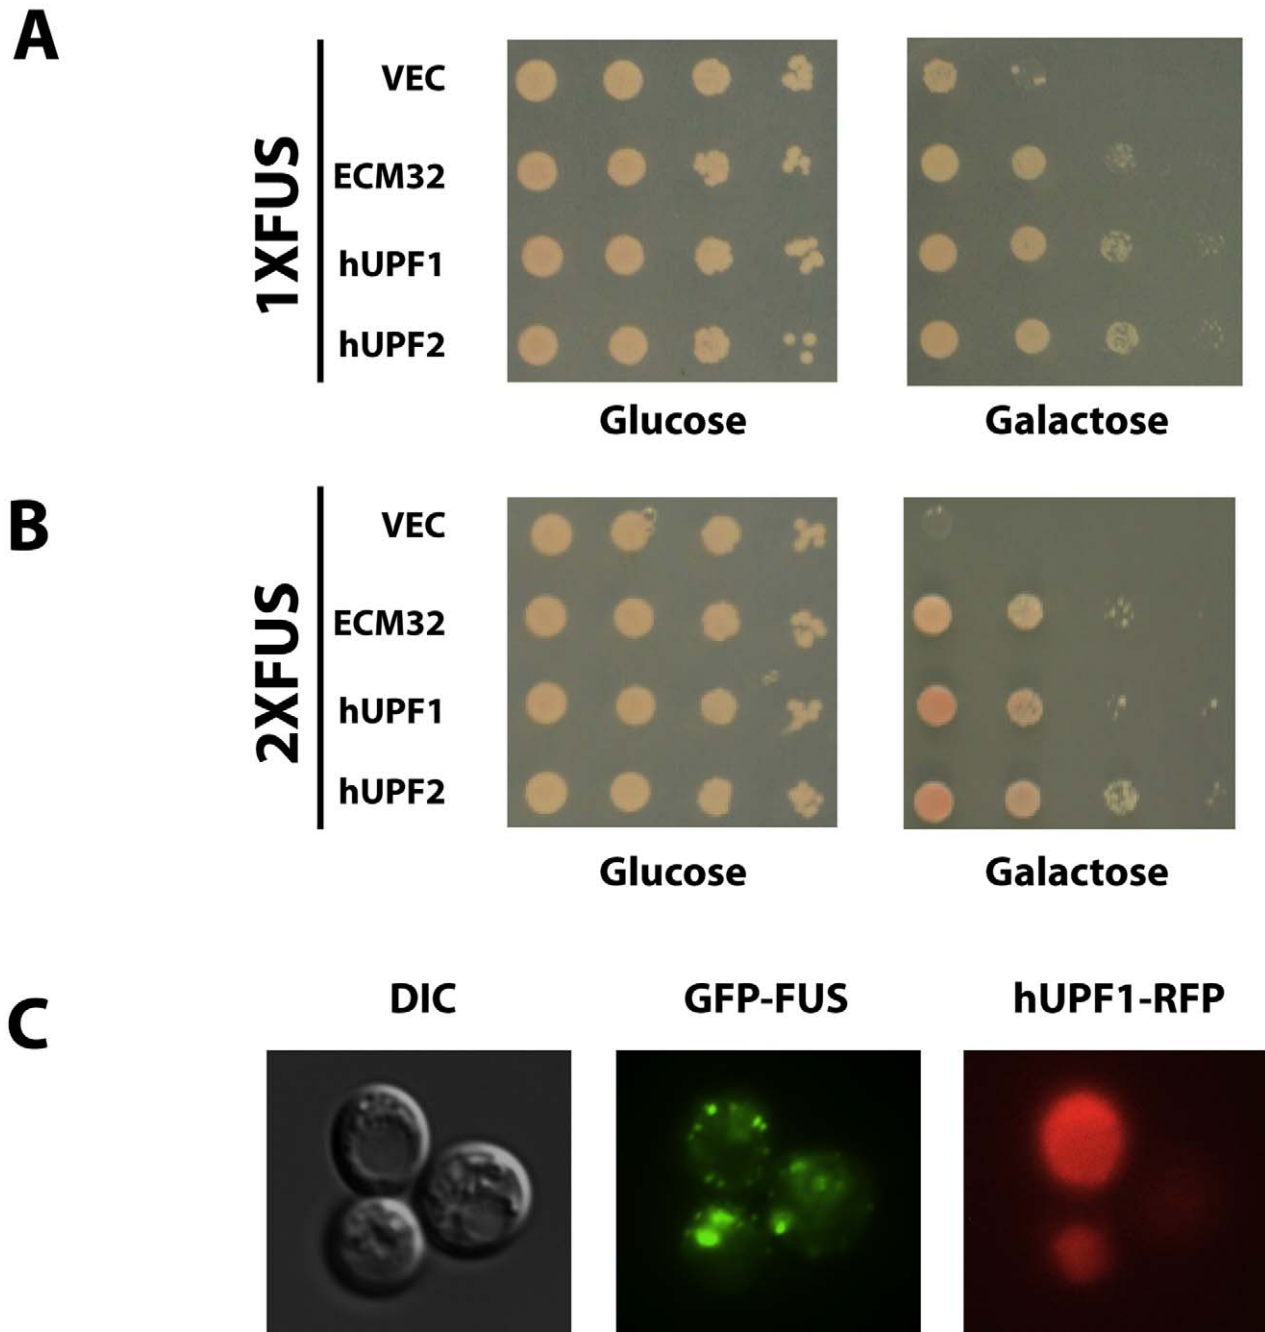 A
1XFUS
VEC
ECM32
hUPF1
hUPF2
Glucose
Galactose
B
2XFUS
VEC
ECM32
hUPF1
hUPF2
Glucose
Galactose
C
DIC
GFP-FUS
hUPF1-RFP